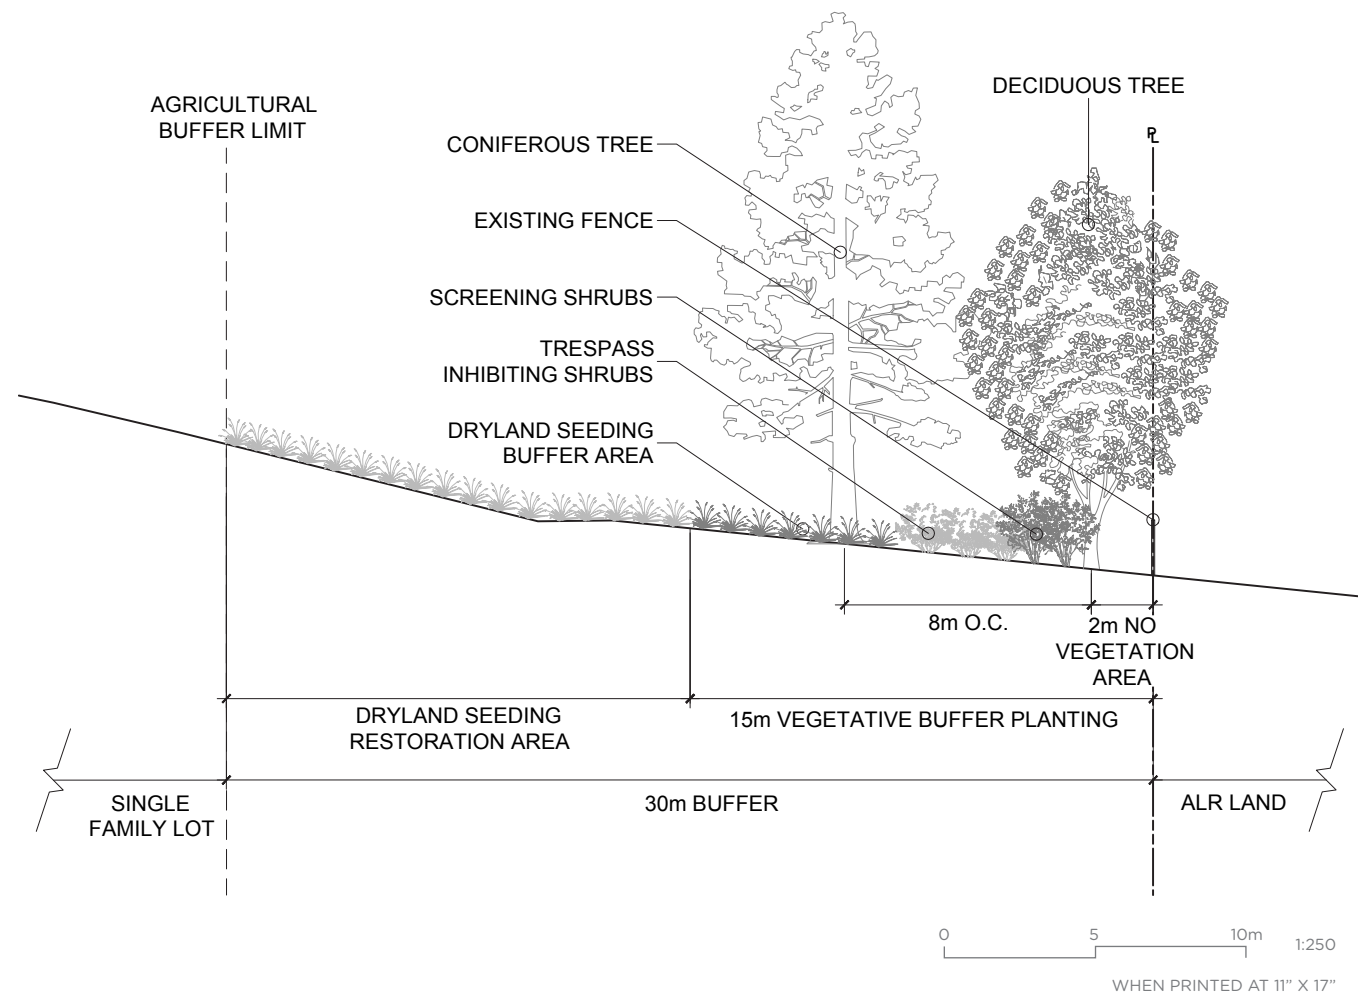 AGRICULTURAL
BUFFER LIMIT
DECIDUOUS TREE
PL
CONIFEROUS TREE
EXISTING FENCE
SCREENING SHRUBS
TRESPASS
INHIBITING SHRUBS
DRYLAND SEEDING
BUFFER AREA
8m O.C.
2m NO
VEGETATION
AREA
DRYLAND SEEDING
RESTORATION AREA
15m VEGETATIVE BUFFER PLANTING
SINGLE
FAMILY LOT
30m BUFFER
ALR LAND
0 5 10m 1:250
WHEN PRINTED AT 11” X 17”